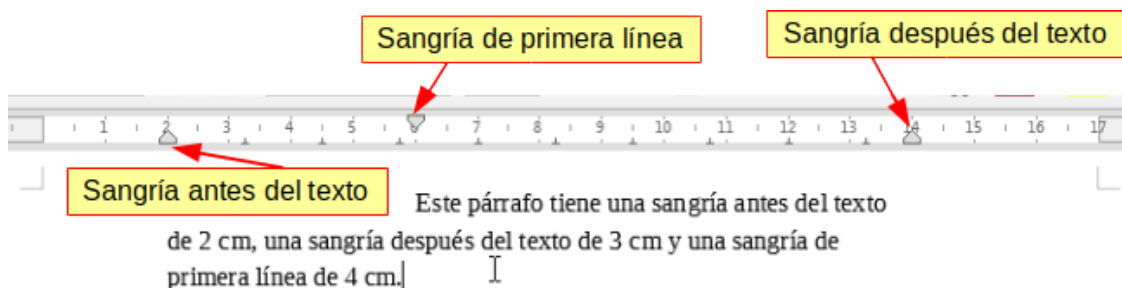 Sangría de primera línea
Sangría después del texto
1 2 3 4 5 6 7 8 9 10 11 12 13 14 15 16 17
Sangría antes del texto
Este párrafo tiene una sangría antes del texto
de 2 cm, una sangría después del texto de 3 cm y una sangría de
primera línea de 4 cm.